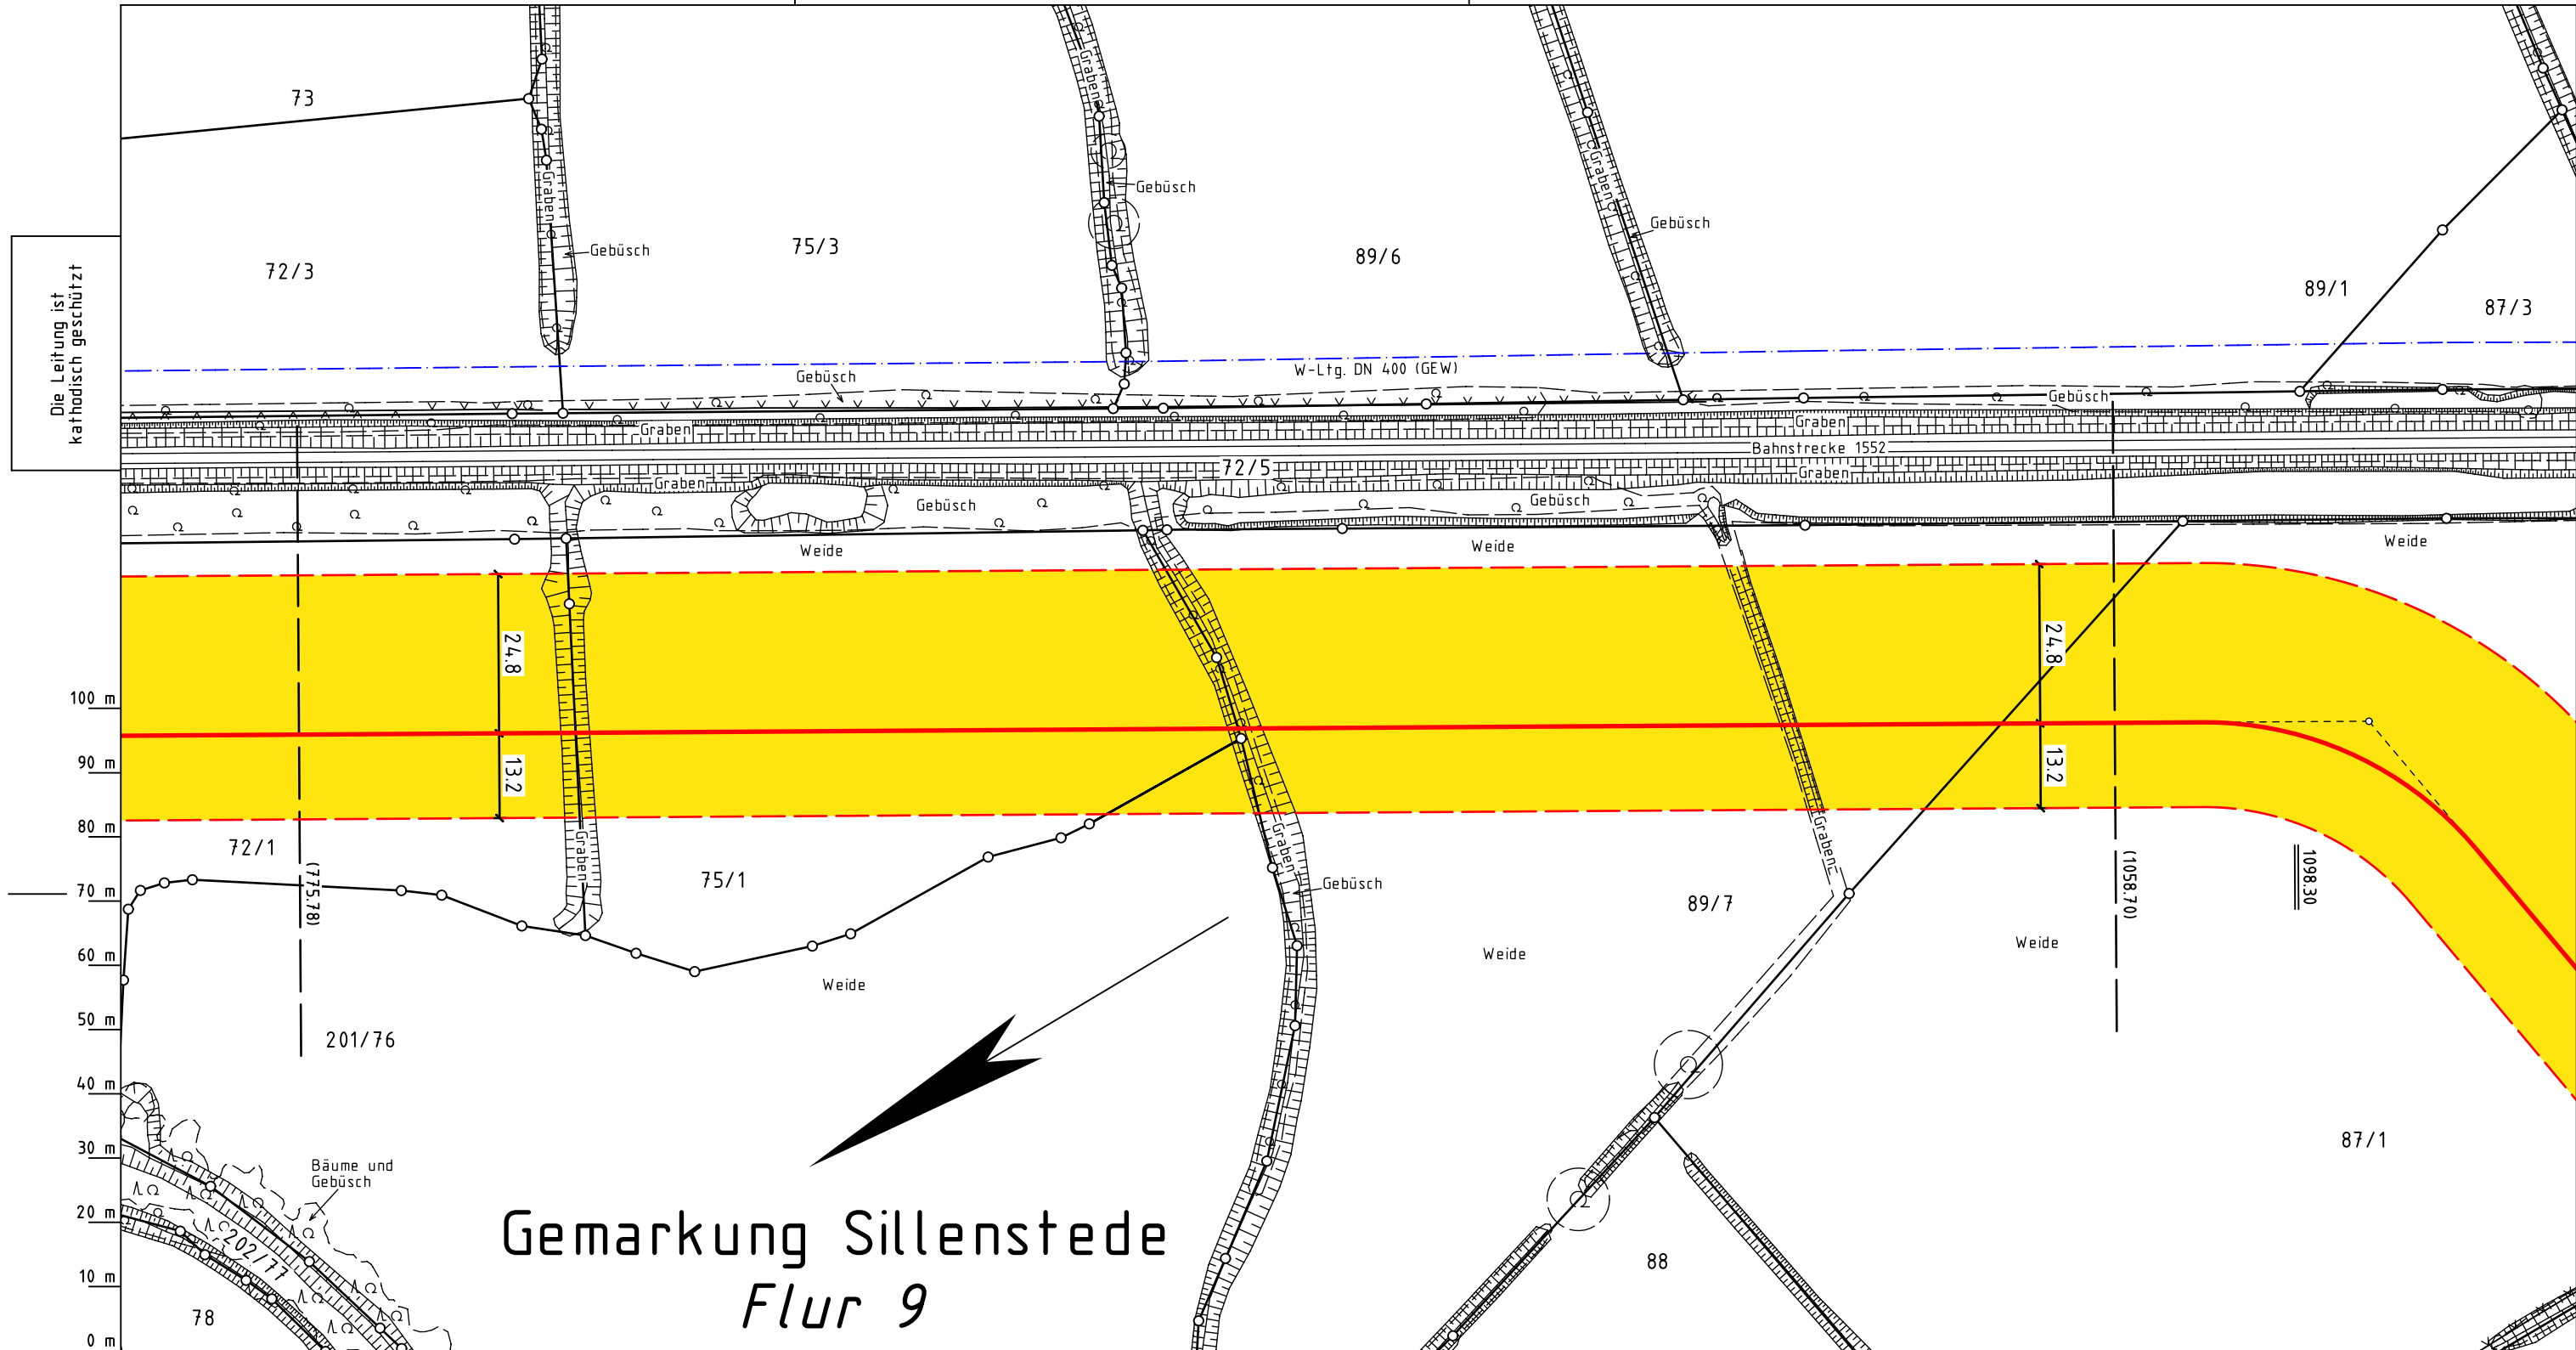 Die Leitung ist
kathodisch geschützt
73
Graben
Graben
Graben
Gebüsch
Gebüsch
Gebüsch
72/3
75/3
89/6
89/1
87/3
W-Ltg. DN 400 (GEW)
Gebüsch
Gebüsch
Graben
Graben
Bahnstrecke 1552
72/5
Graben
Graben
Gebüsch
Gebüsch
Weide
Weide
Weide
24.8
24.8
13.2
13.2
100 m
90 m
80 m
70 m
60 m
50 m
40 m
30 m
20 m
10 m
0 m
72/1
(775.78)
Graben
75/1
Graben
Gebüsch
Graben
89/7
(1058.70)
1098.30
Weide
Weide
Weide
201/76
87/1
Bäume und
Gebüsch
202/77
78
88
Gemarkung Sillenstede
Flur 9